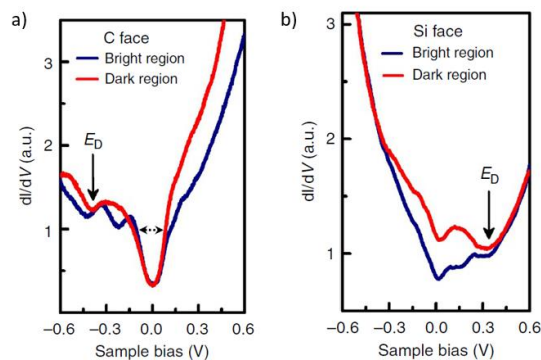 a)
C face
Bright region
Dark region
E_D
dI/dV (a.u.)
3
2
1
−0.6 −0.3 0.0 0.3 0.6
Sample bias (V)
b)
Si face
Bright region
Dark region
E_D
dI/dV (a.u.)
3
2
1
−0.6 −0.3 0.0 0.3 0.6
Sample bias (V)